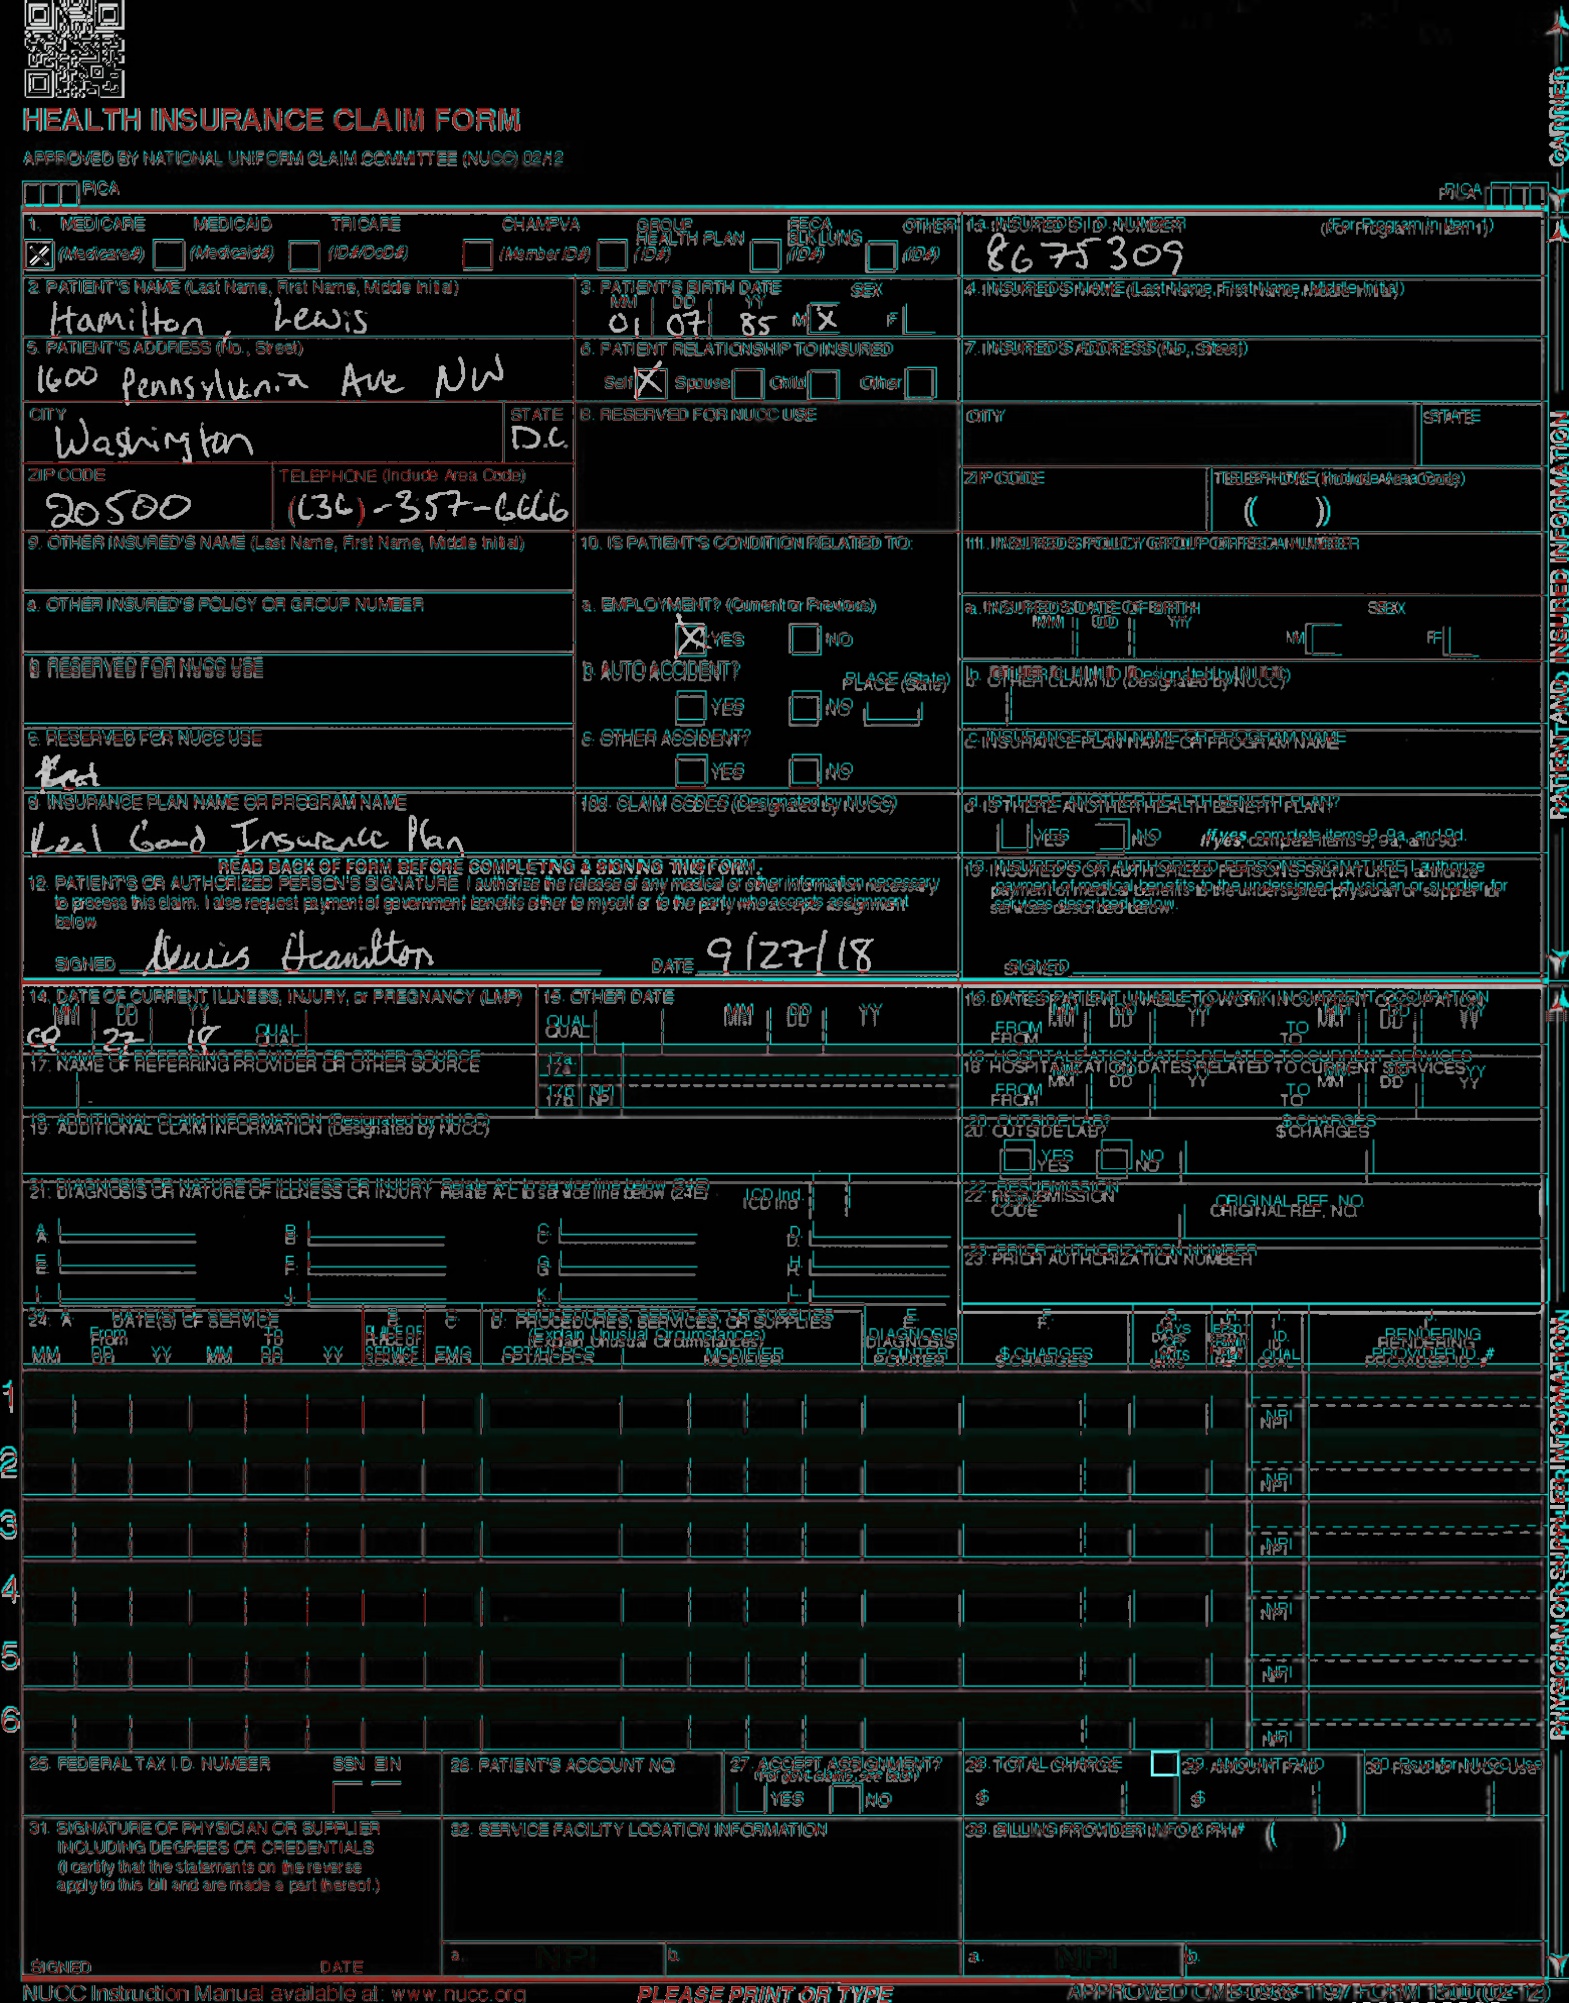 HEALTH INSURANCE CLAIM FORM
APPROVED BY NATIONAL UNIFORM CLAIM COMMITTEE (NUCC) 02/12
PICA PICA
CARRIER
1. MEDICARE MEDICAID TRICARE CHAMPVA GROUP HEALTH PLAN FECA BLK LUNG OTHER
(Medicare#) (Medicaid#) (ID#/DoD#) (Member ID#) (ID#) (ID#) (ID#)
1a. INSURED'S I.D. NUMBER (For Program in Item 1)
8675309
2. PATIENT'S NAME (Last Name, First Name, Middle Initial)
Hamilton, Lewis
3. PATIENT'S BIRTH DATE SEX
MM DD YY
01 07 85 M X F
4. INSURED'S NAME (Last Name, First Name, Middle Initial)
5. PATIENT'S ADDRESS (No., Street)
1600 Pennsylvania Ave NW
6. PATIENT RELATIONSHIP TO INSURED
Self X Spouse Child Other
7. INSURED'S ADDRESS (No., Street)
CITY STATE
Washington D.C.
8. RESERVED FOR NUCC USE
CITY STATE
ZIP CODE TELEPHONE (Include Area Code)
20500 -357-6666
ZIP CODE TELEPHONE (Include Area Code)
( )
9. OTHER INSURED'S NAME (Last Name, First Name, Middle Initial)
10. IS PATIENT'S CONDITION RELATED TO:
11. INSURED'S POLICY GROUP OR FECA NUMBER
a. OTHER INSURED'S POLICY OR GROUP NUMBER
a. EMPLOYMENT? (Current or Previous)
X YES NO
a. INSURED'S DATE OF BIRTH SEX
MM DD YY M F
b. RESERVED FOR NUCC USE
b. AUTO ACCIDENT? PLACE (State)
YES NO
b. OTHER CLAIM ID (Designated by NUCC)
c. RESERVED FOR NUCC USE
c. OTHER ACCIDENT?
YES NO
c. INSURANCE PLAN NAME OR PROGRAM NAME
d. INSURANCE PLAN NAME OR PROGRAM NAME
Real Good Insurance Plan
10d. CLAIM CODES (Designated by NUCC)
d. IS THERE ANOTHER HEALTH BENEFIT PLAN?
YES NO If yes, complete items 9, 9a, and 9d.
READ BACK OF FORM BEFORE COMPLETING & SIGNING THIS FORM.
12. PATIENT'S OR AUTHORIZED PERSON'S SIGNATURE I authorize the release of any medical or other information necessary
to process this claim. I also request payment of government benefits either to myself or to the party who accepts assignment
below.
SIGNED Lewis Hamilton DATE 9/27/18
13. INSURED'S OR AUTHORIZED PERSON'S SIGNATURE I authorize
payment of medical benefits to the undersigned physician or supplier for
services described below.
SIGNED
PATIENT AND INSURED INFORMATION
14. DATE OF CURRENT ILLNESS, INJURY, or PREGNANCY (LMP)
MM DD YY
09 22 18 QUAL.
15. OTHER DATE
QUAL. MM DD YY
16. DATES PATIENT UNABLE TO WORK IN CURRENT OCCUPATION
MM DD YY MM DD YY
FROM TO
17. NAME OF REFERRING PROVIDER OR OTHER SOURCE
17a.
17b. NPI
18. HOSPITALIZATION DATES RELATED TO CURRENT SERVICES
MM DD YY MM DD YY
FROM TO
19. ADDITIONAL CLAIM INFORMATION (Designated by NUCC)
20. OUTSIDE LAB? $ CHARGES
YES NO
21. DIAGNOSIS OR NATURE OF ILLNESS OR INJURY Relate A-L to service line below (24E) ICD Ind.
A. B. C. D.
E. F. G. H.
I. J. K. L.
22. RESUBMISSION
CODE ORIGINAL REF. NO.
23. PRIOR AUTHORIZATION NUMBER
24. A. DATE(S) OF SERVICE B. C. D. PROCEDURES, SERVICES, OR SUPPLIES E. F. G. H. I. J.
From To PLACE OF (Explain Unusual Circumstances) DIAGNOSIS DAYS ID. RENDERING
MM DD YY MM DD YY SERVICE EMG CPT/HCPCS MODIFIER POINTER $ CHARGES UNITS QUAL. PROVIDER ID. #
1 NPI
2 NPI
3 NPI
4 NPI
5 NPI
6 NPI
PHYSICIAN OR SUPPLIER INFORMATION
25. FEDERAL TAX I.D. NUMBER SSN EIN
26. PATIENT'S ACCOUNT NO.
27. ACCEPT ASSIGNMENT?
(For govt. claims, see back)
YES NO
28. TOTAL CHARGE
$
29. AMOUNT PAID
$
30. Rsvd for NUCC Use
31. SIGNATURE OF PHYSICIAN OR SUPPLIER
INCLUDING DEGREES OR CREDENTIALS
(I certify that the statements on the reverse
apply to this bill and are made a part thereof.)
SIGNED DATE
32. SERVICE FACILITY LOCATION INFORMATION
a. NPI b.
33. BILLING PROVIDER INFO & PH# ( )
a. NPI b.
NUCC Instruction Manual available at: www.nucc.org
PLEASE PRINT OR TYPE
APPROVED OMB-0938-1197 FORM 1500 (02-12)